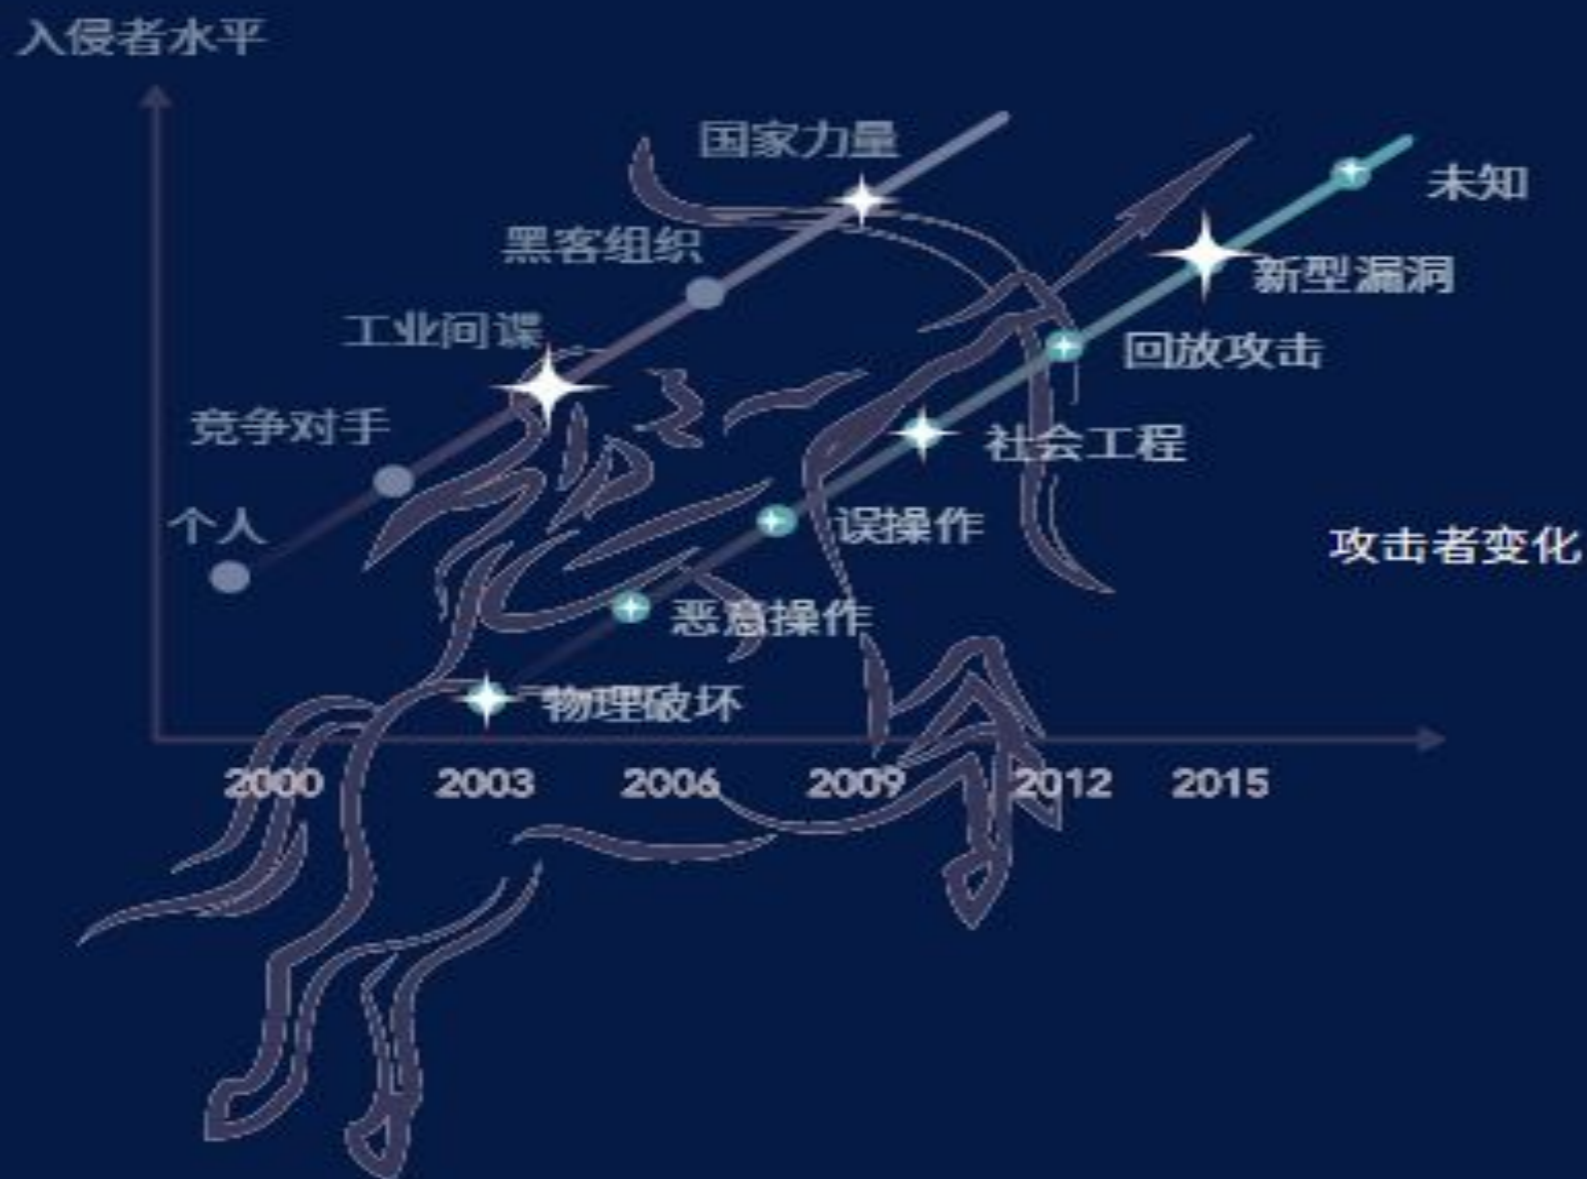 入侵者水平
国家力量
未知
黑客组织
新型漏洞
工业间谍
回放攻击
竞争对手
社会工程
个人
误操作
攻击者变化
恶意操作
物理破坏
2000 2003 2006 2009 2012 2015